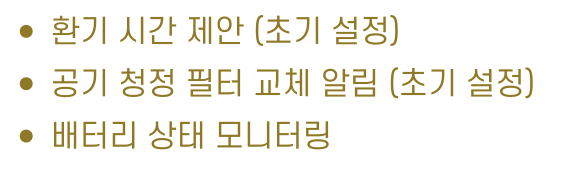 • 환기 시간 제안 (초기 설정)
• 공기 청정 필터 교체 알림 (초기 설정)
• 배터리 상태 모니터링